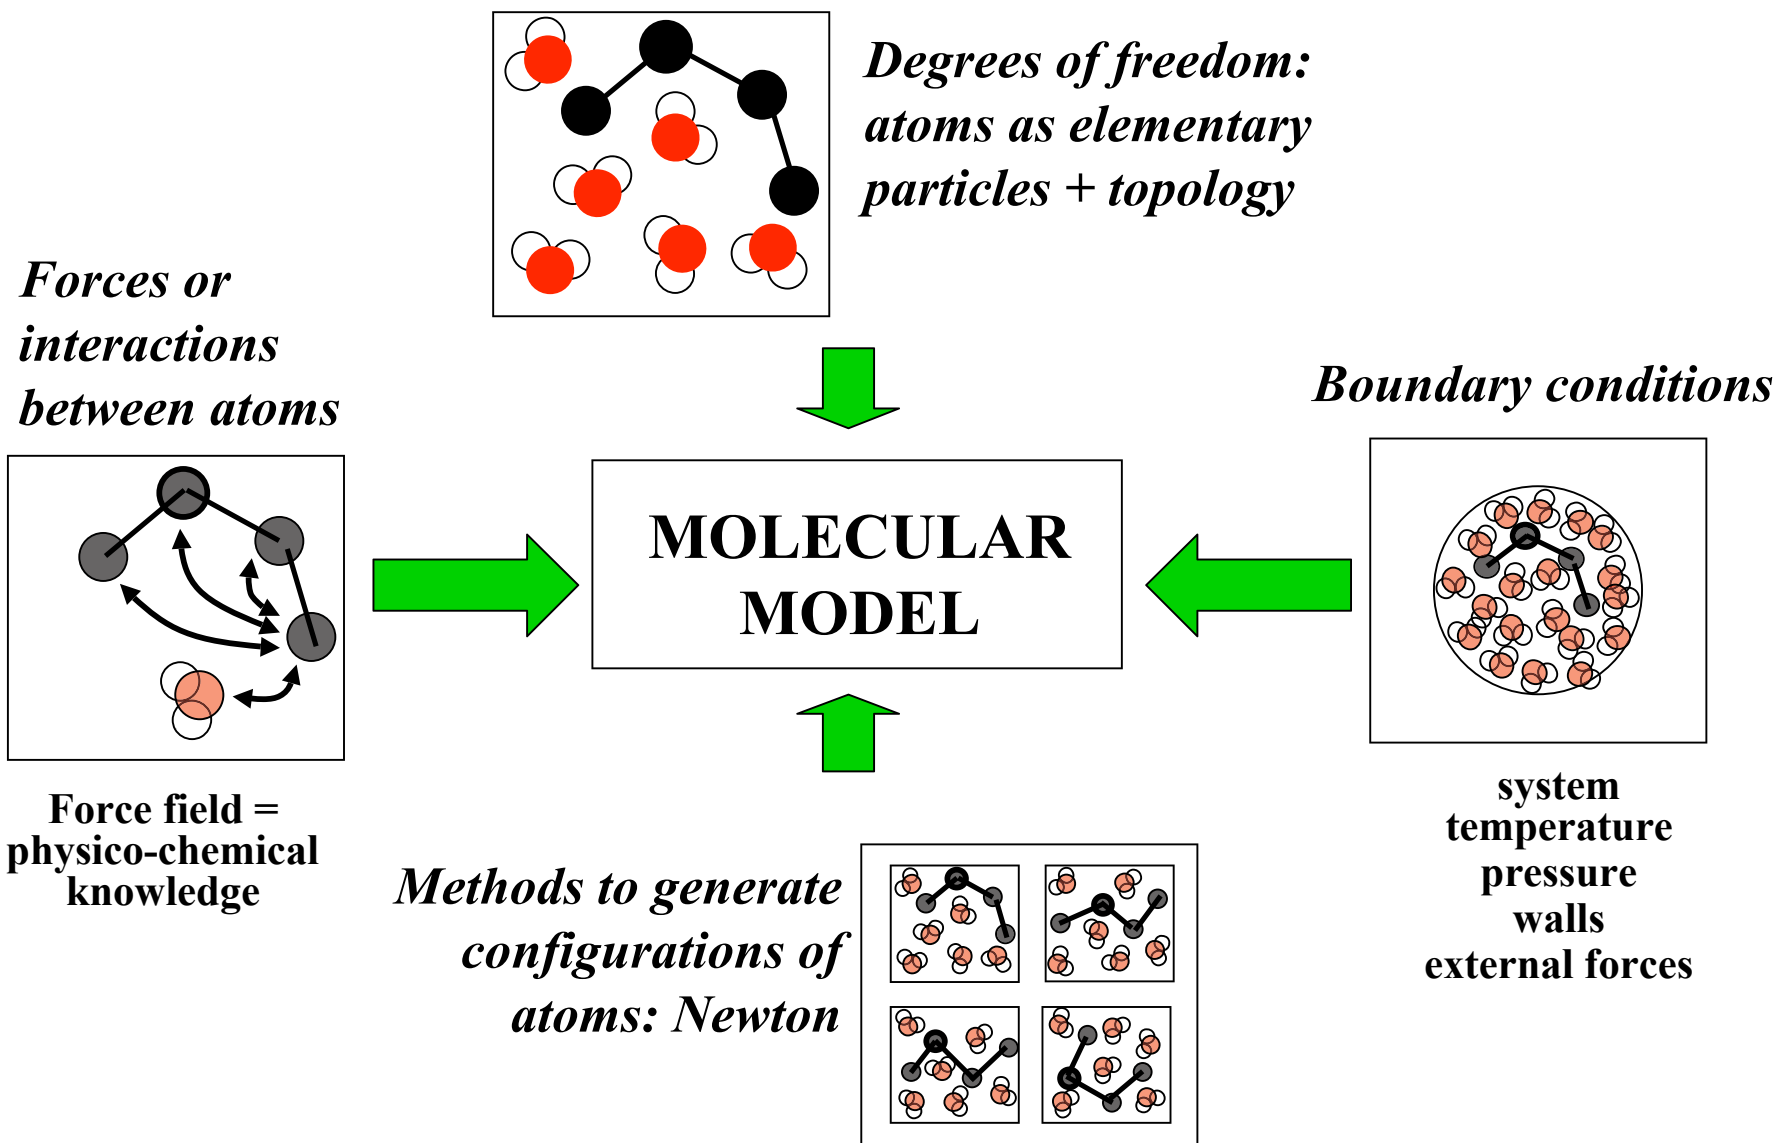 Degrees of freedom:
atoms as elementary
particles + topology
Forces or
interactions
between atoms
Boundary conditions
MOLECULAR
MODEL
Force field =
physico-chemical
knowledge
system
temperature
pressure
walls
external forces
Methods to generate
configurations of
atoms: Newton